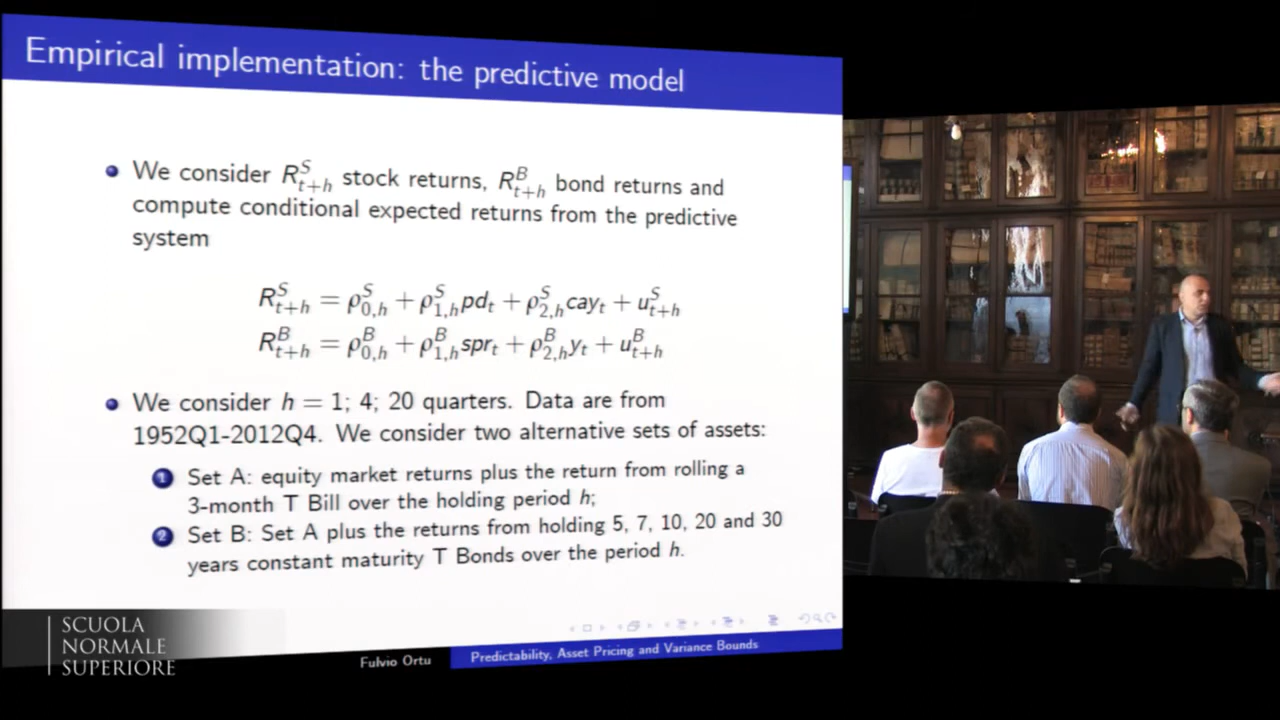 Empirical implementation: the predictive model
We consider R^S_{t+h} stock returns, R^B_{t+h} bond returns and
compute conditional expected returns from the predictive
system
R^S_{t+h} = ρ^S_{0,h} + ρ^S_{1,h}pd_t + ρ^S_{2,h}cay_t + u^S_{t+h}
R^B_{t+h} = ρ^B_{0,h} + ρ^B_{1,h}spr_t + ρ^B_{2,h}y_t + u^B_{t+h}
We consider h = 1; 4; 20 quarters. Data are from
1952Q1-2012Q4. We consider two alternative sets of assets:
1 Set A: equity market returns plus the return from rolling a
3-month T Bill over the holding period h;
2 Set B: Set A plus the returns from holding 5, 7, 10, 20 and 30
years constant maturity T Bonds over the period h.
SCUOLA
NORMALE
SUPERIORE
Fulvio Ortu
Predictability, Asset Pricing and Variance Bounds